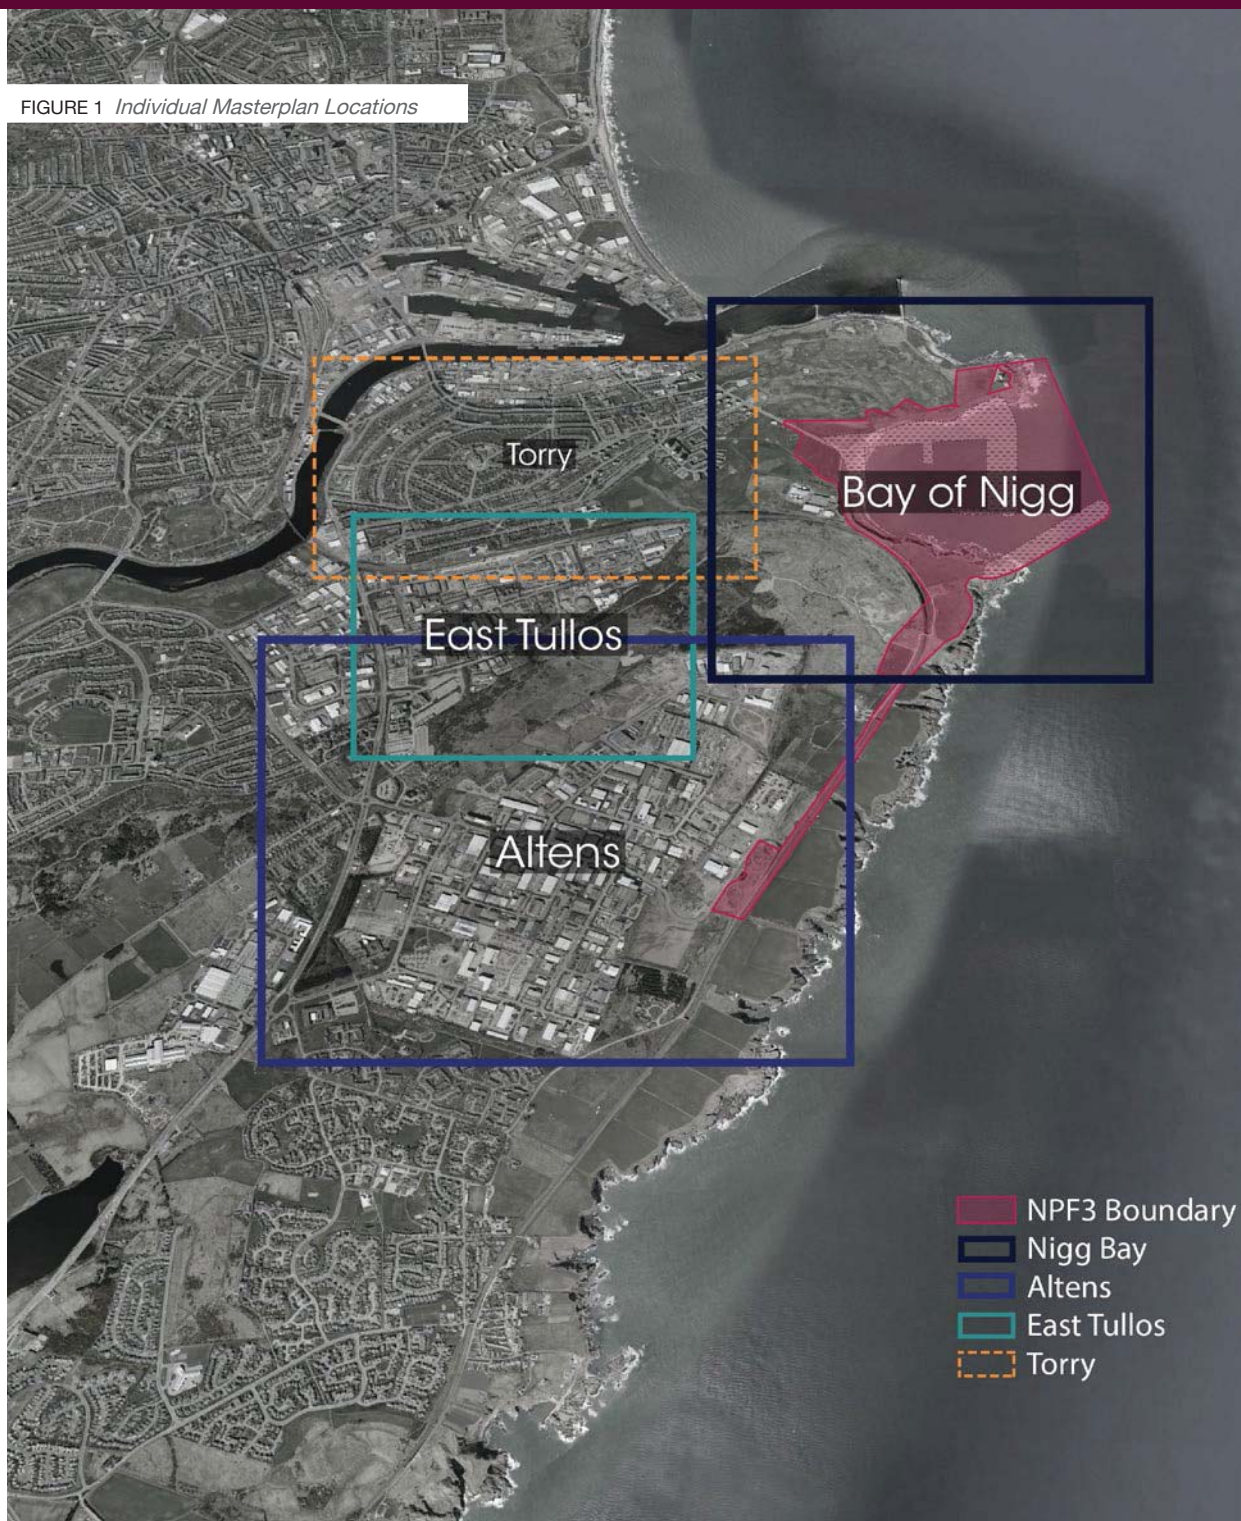 FIGURE 1 Individual Masterplan Locations
Torry
Bay of Nigg
East Tullos
Altens
NPF3 Boundary
Nigg Bay
Altens
East Tullos
Torry